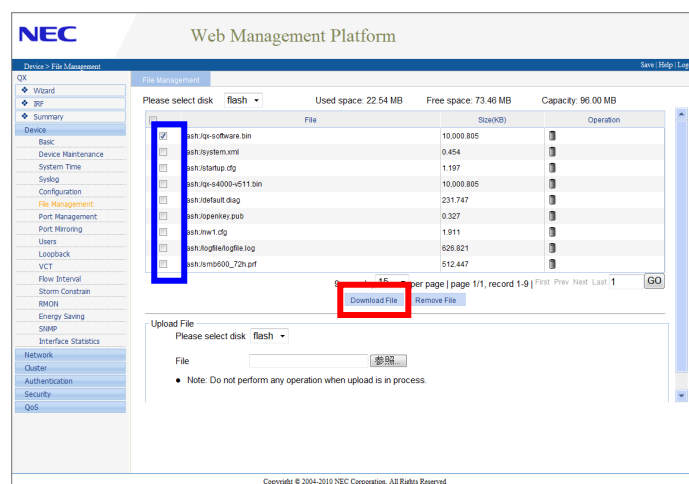 NEC
Web Management Platform
Device > File Management
Save | Help | Log
QX
Wizard
IRF
Summary
Device
Basic
Device Maintenance
System Time
Syslog
Configuration
File Management
Port Management
Port Mirroring
Users
Loopback
VCT
Flow Interval
Storm Constrain
RMON
Energy Saving
SNMP
Interface Statistics
Network
Cluster
Authentication
Security
QoS
File Management
Please select disk flash Used space: 22.54 MB Free space: 73.46 MB Capacity: 96.00 MB
File Size(KB) Operation
ash:/qx-software.bin 10,000.805
ash:/system.xml 0.454
ash:/startup.cfg 1.197
ash:/qx-s4000-v511.bin 10,000.805
ash:/default.diag 231.747
ash:/openkey.pub 0.327
ash:/nw1.cfg 1.911
ash:/logfile/logfile.log 626.821
ash:/smb600_72h.prf 512.447
9 15 per page | page 1/1, record 1-9 | First Prev Next Last 1 GO
Download File Remove File
Upload File
Please select disk flash
File 参照...
• Note: Do not perform any operation when upload is in process.
Copyright © 2004-2010 NEC Corporation. All Rights Reserved